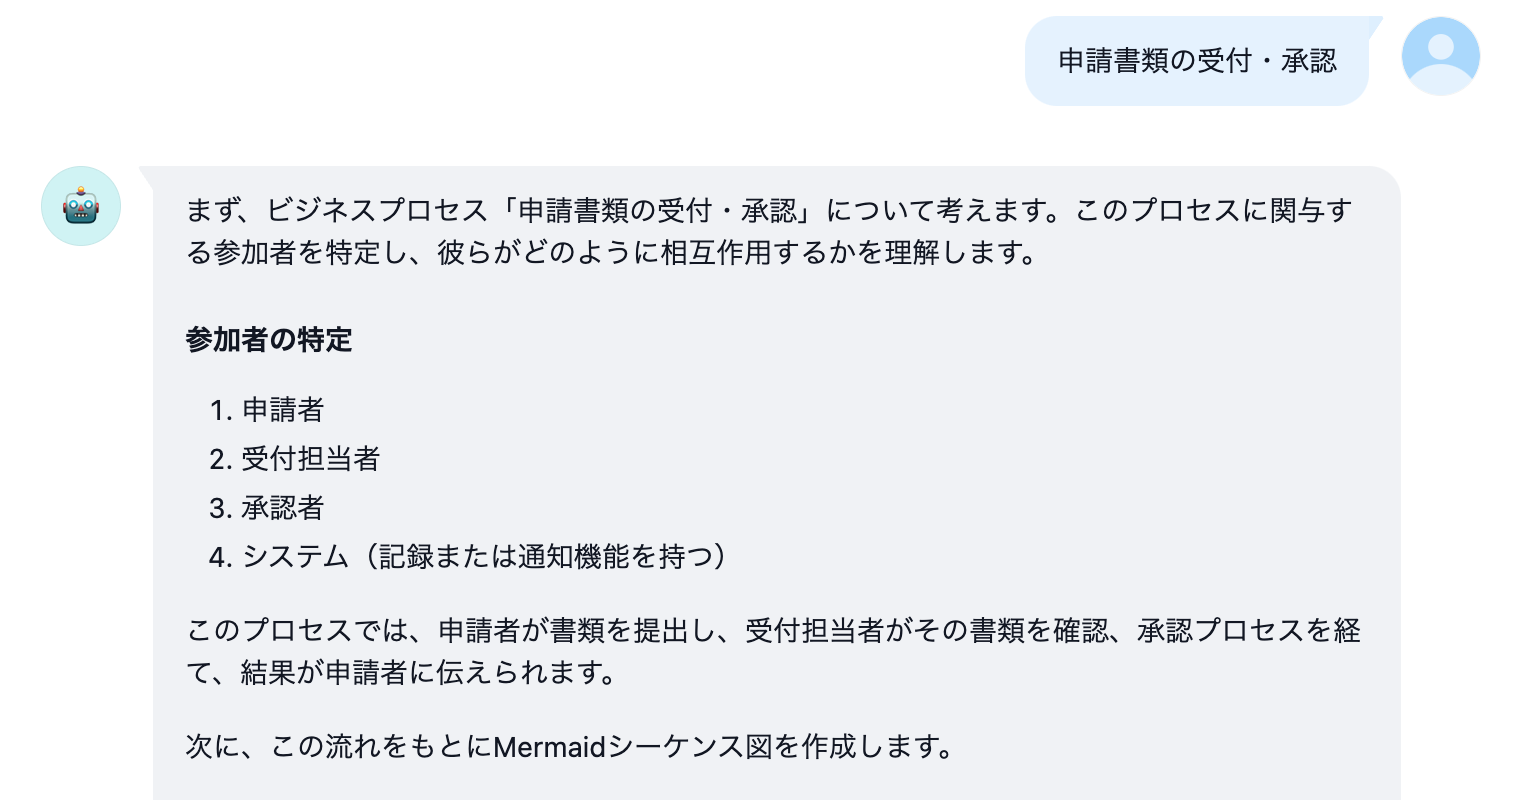 申請書類の受付・承認
まず、ビジネスプロセス「申請書類の受付・承認」について考えます。このプロセスに関与す
る参加者を特定し、彼らがどのように相互作用するかを理解します。
参加者の特定
1. 申請者
2. 受付担当者
3. 承認者
4. システム（記録または通知機能を持つ）
このプロセスでは、申請者が書類を提出し、受付担当者がその書類を確認、承認プロセスを経
て、結果が申請者に伝えられます。
次に、この流れをもとにMermaidシーケンス図を作成します。